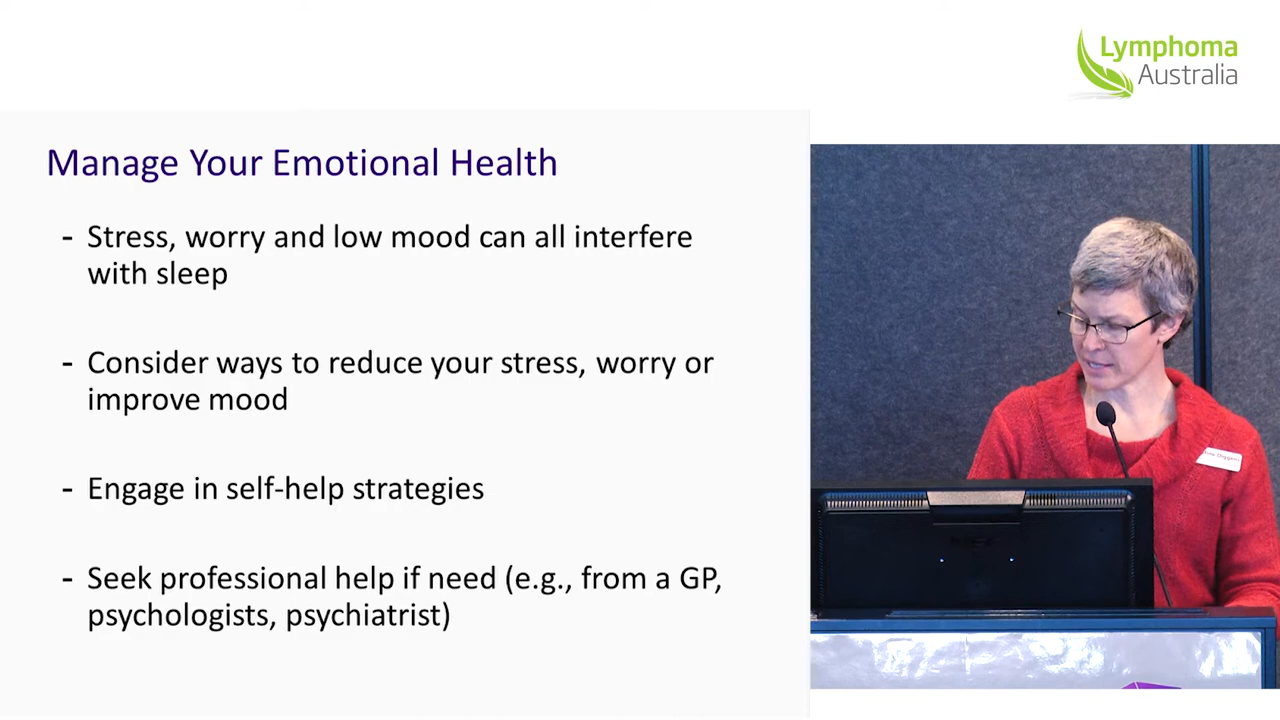 Lymphoma
Australia
Manage Your Emotional Health
- Stress, worry and low mood can all interfere
with sleep
- Consider ways to reduce your stress, worry or
improve mood
- Engage in self-help strategies
- Seek professional help if need (e.g., from a GP,
psychologists, psychiatrist)